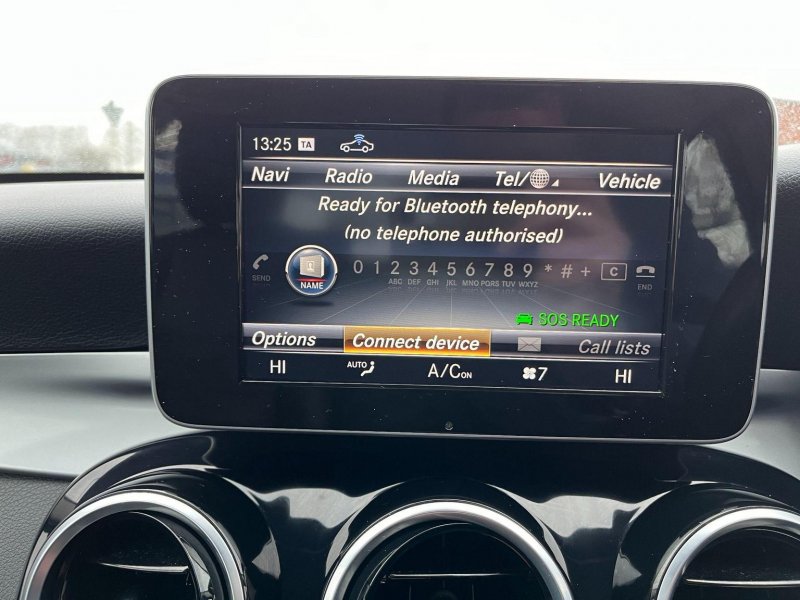 13:25 TA
Navi Radio Media Tel/ Vehicle
Ready for Bluetooth telephony...
(no telephone authorised)
SEND NAME 0 1 2 3 4 5 6 7 8 9 * # + C END
ABC DEF GHI JKL MNO PQRS TUV WXYZ
SOS READY
Options Connect device Call lists
HI AUTO A/C ON 7 HI